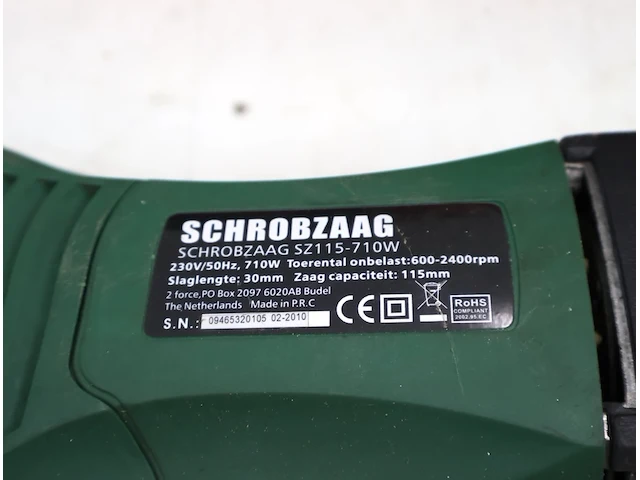 SCHROBZAAG
SCHROBZAAG SZ115-710W
230V/50Hz, 710W Toerental onbelast:600-2400rpm
Slaglengte: 30mm Zaag capaciteit: 115mm
2 force,PO Box 2097 6020AB Budel
The Netherlands Made in P.R.C
S.N.: 09465320105 02-2010
CE
RoHS
COMPLIANT
2002.95.EC